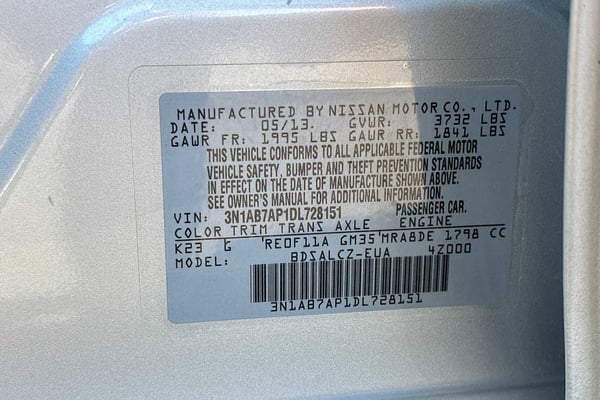 MANUFACTURED BY NISSAN MOTOR CO., LTD.
DATE: 05/13. GVWR: 3732 LBS
GAWR FR: 1995 LBS GAWR RR: 1841 LBS
THIS VEHICLE CONFORMS TO ALL APPLICABLE FEDERAL MOTOR
VEHICLE SAFETY, BUMPER AND THEFT PREVENTION STANDARDS
IN EFFECT ON THE DATE OF MANUFACTURE SHOWN ABOVE.
SEE OWNER'S MANUAL FOR ADDITIONAL INFORMATION.
VIN: 3N1AB7AP1DL728151 PASSENGER CAR.
COLOR TRIM TRANS AXLE ENGINE
K23 G RE0F11A GM35 MRA8DE 1798 CC
MODEL: BDSALCZ-EUA 4Z000
3N1AB7AP1DL728151